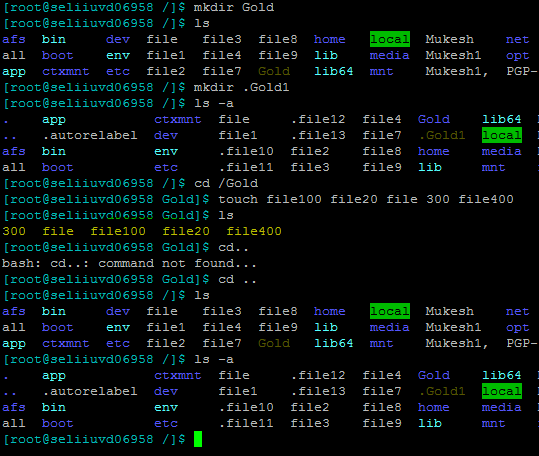 [root@seliiuvd06958 /]$ mkdir Gold
[root@seliiuvd06958 /]$ ls
afs bin dev file file3 file8 home local Mukesh net
all boot env file1 file4 file9 lib media Mukesh1 opt
app ctxmnt etc file2 file7 Gold lib64 mnt Mukesh1, PGP-
[root@seliiuvd06958 /]$ mkdir .Gold1
[root@seliiuvd06958 /]$ ls -a
. app ctxmnt file .file12 file4 Gold lib64
.. .autorelabel dev file1 .file13 file7 .Gold1 local
afs bin env .file10 file2 file8 home media
all boot etc .file11 file3 file9 lib mnt
[root@seliiuvd06958 /]$ cd /Gold
[root@seliiuvd06958 Gold]$ touch file100 file20 file 300 file400
[root@seliiuvd06958 Gold]$ ls
300 file file100 file20 file400
[root@seliiuvd06958 Gold]$ cd..
bash: cd..: command not found...
[root@seliiuvd06958 Gold]$ cd ..
[root@seliiuvd06958 /]$ ls
afs bin dev file file3 file8 home local Mukesh net
all boot env file1 file4 file9 lib media Mukesh1 opt
app ctxmnt etc file2 file7 Gold lib64 mnt Mukesh1, PGP-
[root@seliiuvd06958 /]$ ls -a
. app ctxmnt file .file12 file4 Gold lib64
.. .autorelabel dev file1 .file13 file7 .Gold1 local
afs bin env .file10 file2 file8 home media
all boot etc .file11 file3 file9 lib mnt
[root@seliiuvd06958 /]$